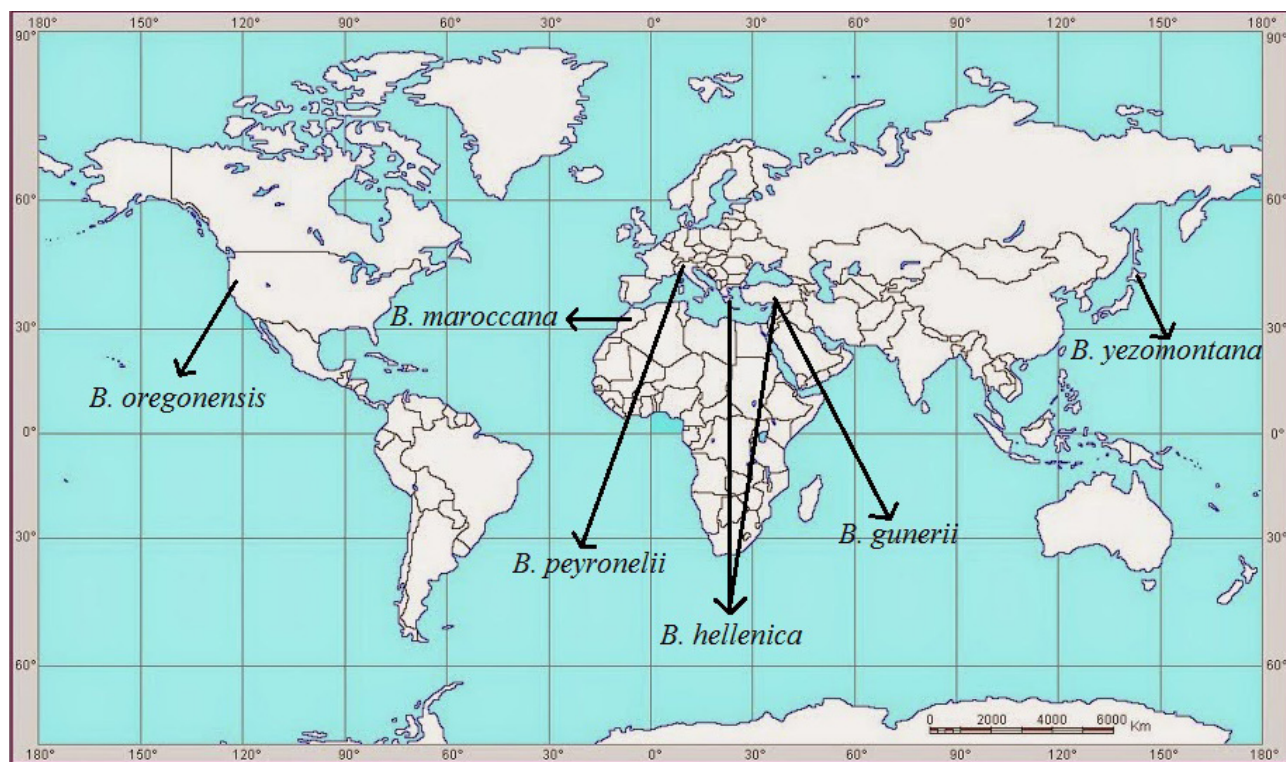 180° 150° 120° 90° 60° 30° 0° 30° 60° 90° 120° 150° 180°
90° 90°
60° 60°
30° B. maroccana 30°
B. yezomontana
B. oregonensis
0° 0°
30° B. gunerii 30°
B. peyronelii
B. hellenica
60° 60°
0 2000 4000 6000 Km
180° 150° 120° 90° 60° 30° 0° 30° 60° 90° 120° 150° 180°